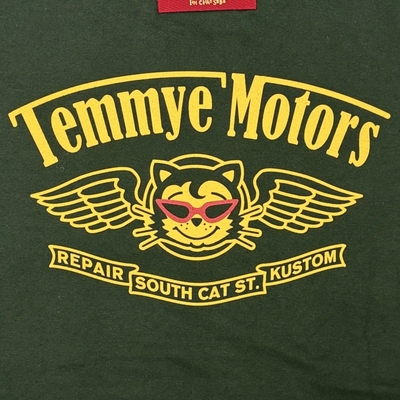 Temmye Motors
REPAIR SOUTH CAT ST. KUSTOM